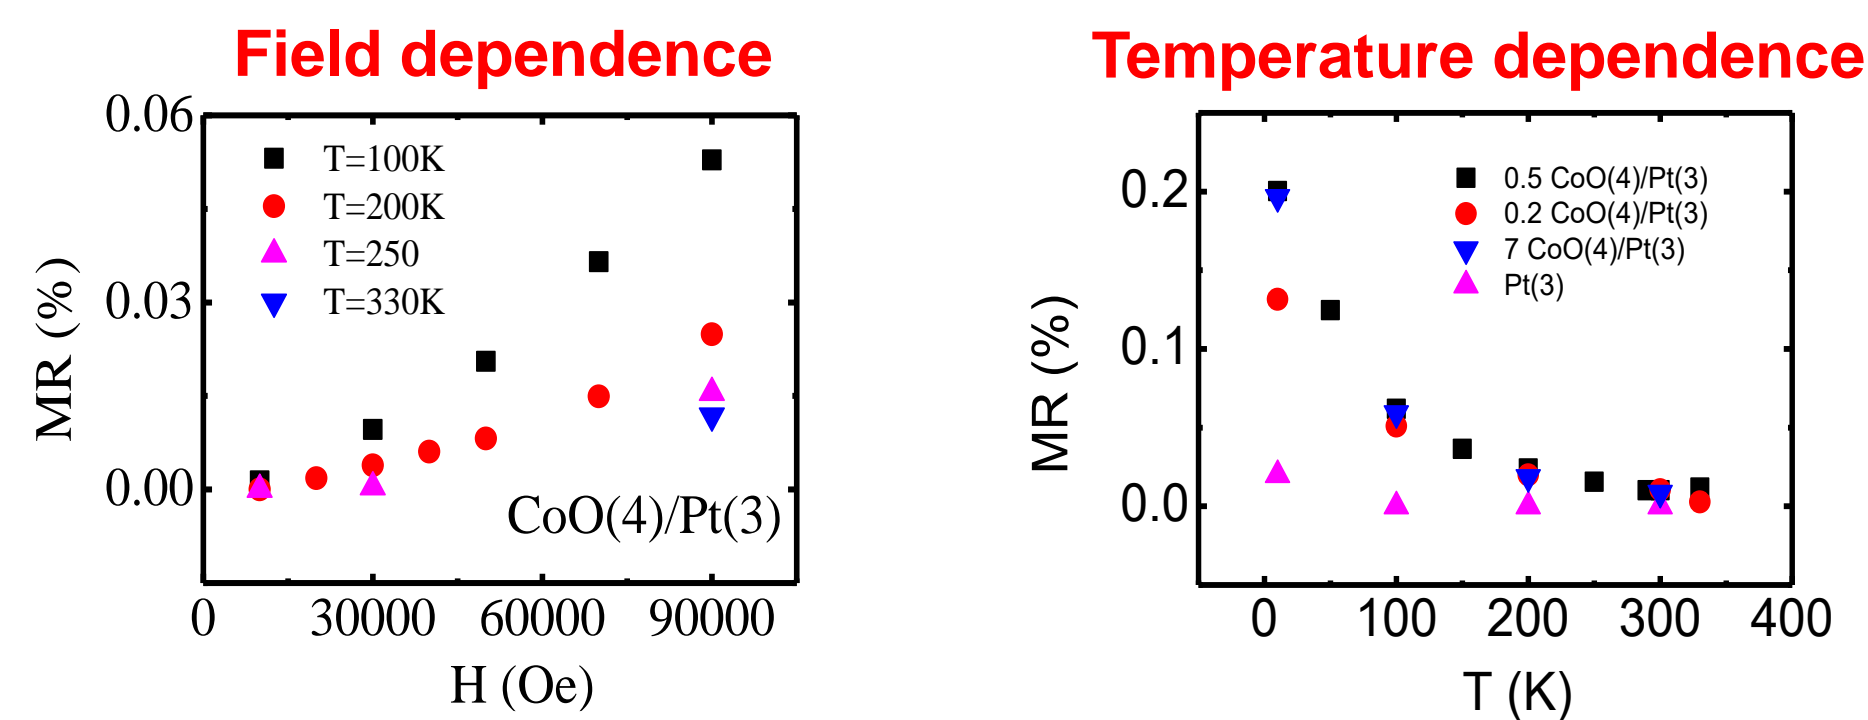 Field dependence
0.06
0.03
0.00
MR (%)
T=100K
T=200K
T=250
T=330K
CoO(4)/Pt(3)
0 30000 60000 90000
H (Oe)
Temperature dependence
0.2
0.1
0.0
MR (%)
0.5 CoO(4)/Pt(3)
0.2 CoO(4)/Pt(3)
7 CoO(4)/Pt(3)
Pt(3)
0 100 200 300 400
T (K)